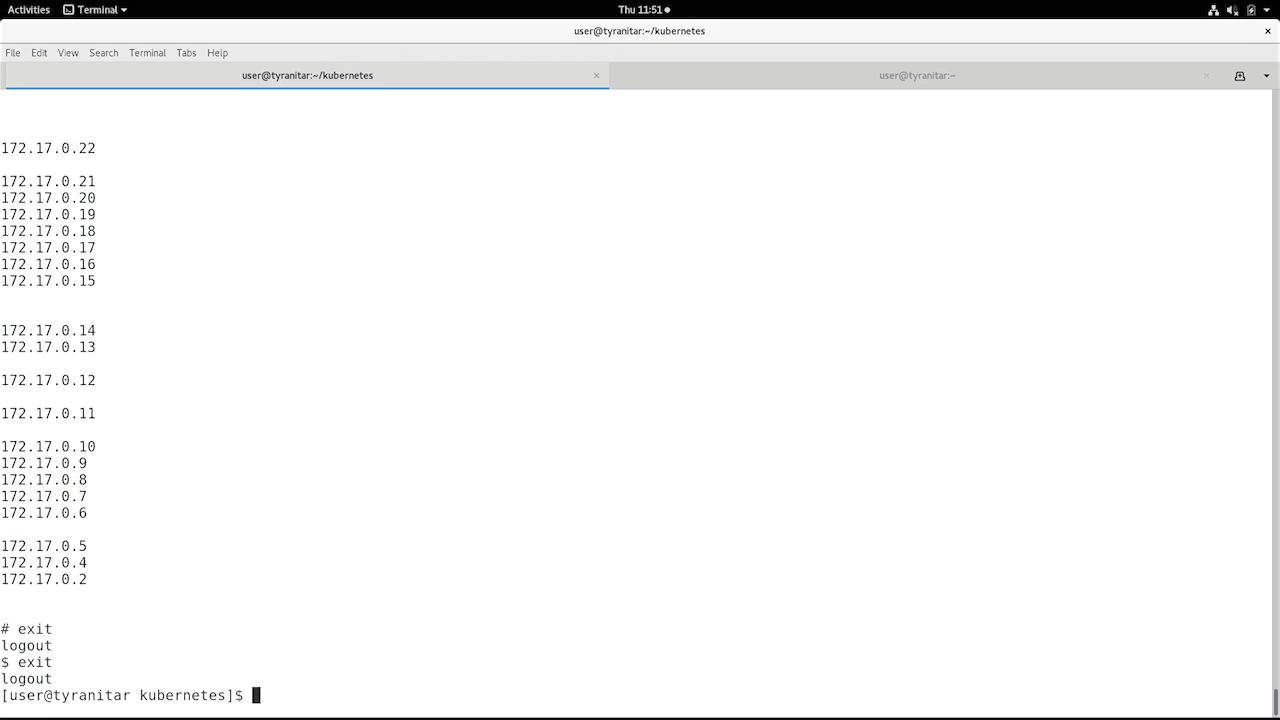 Activities Terminal Thu 11:51
user@tyranitar:~/kubernetes
File Edit View Search Terminal Tabs Help
user@tyranitar:~/kubernetes user@tyranitar:~
172.17.0.22
172.17.0.21
172.17.0.20
172.17.0.19
172.17.0.18
172.17.0.17
172.17.0.16
172.17.0.15
172.17.0.14
172.17.0.13
172.17.0.12
172.17.0.11
172.17.0.10
172.17.0.9
172.17.0.8
172.17.0.7
172.17.0.6
172.17.0.5
172.17.0.4
172.17.0.2
# exit
logout
$ exit
logout
[user@tyranitar kubernetes]$